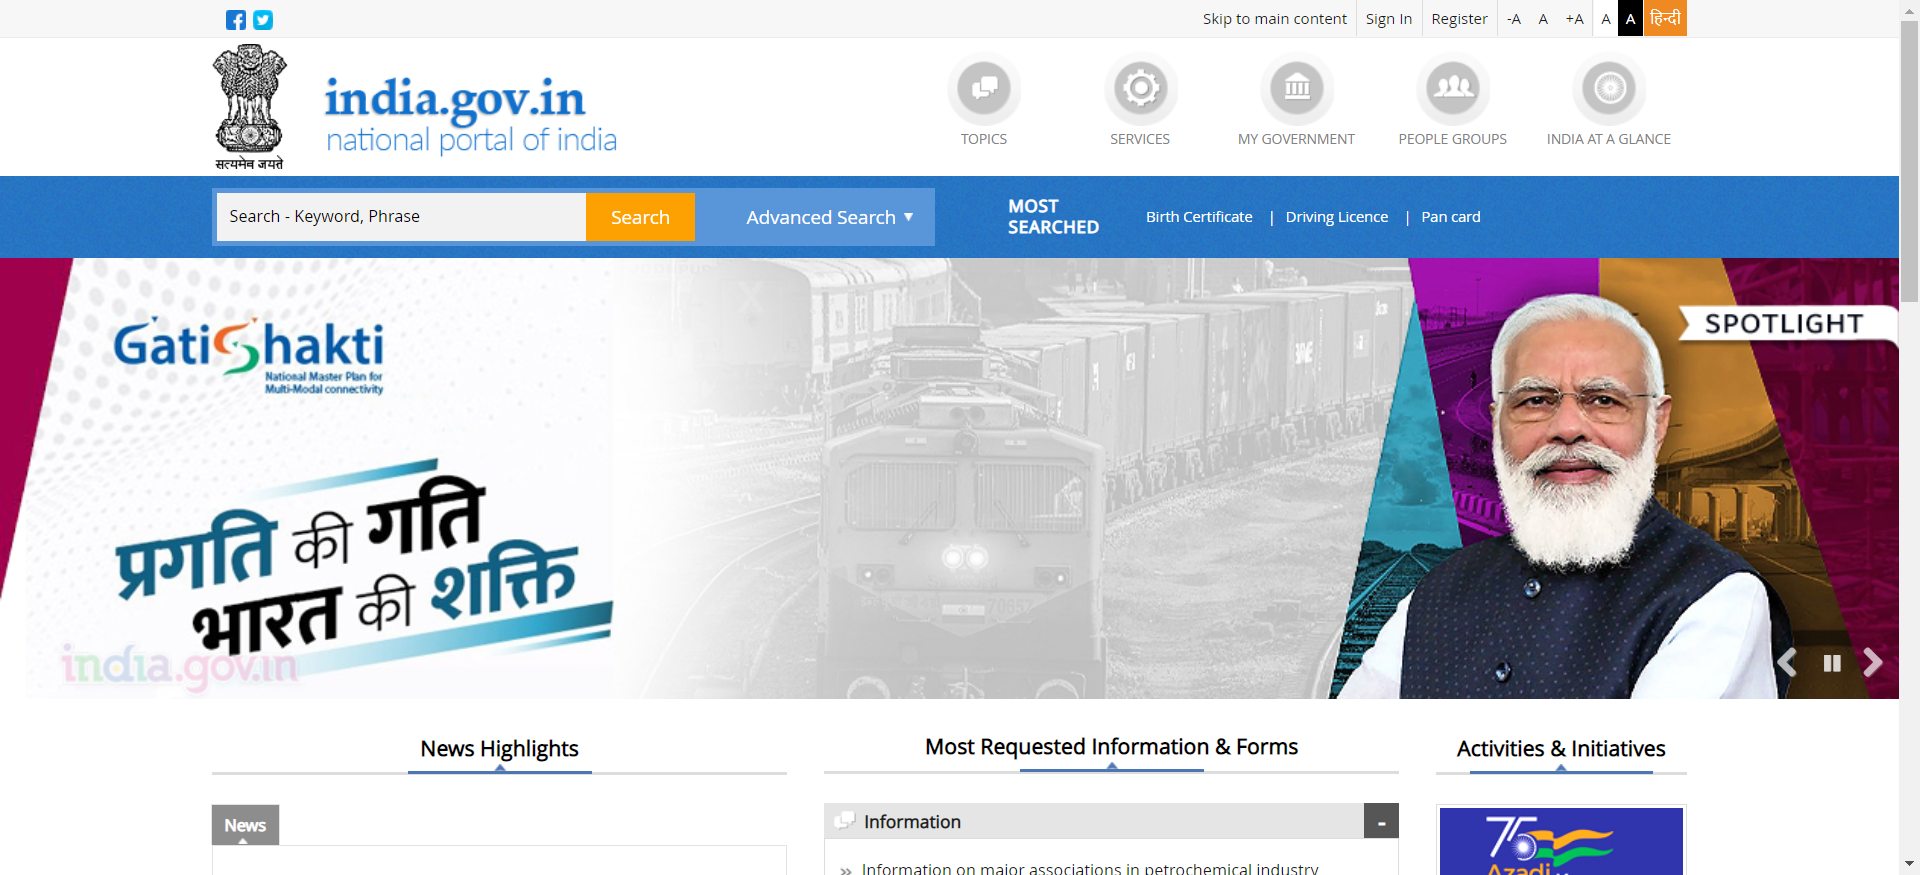 Skip to main content
Sign In
Register
-A
A
+A
A
A
हिन्दी
सत्यमेव जयते
india.gov.in
national portal of india
TOPICS
SERVICES
MY GOVERNMENT
PEOPLE GROUPS
INDIA AT A GLANCE
Search - Keyword, Phrase
Search
Advanced Search
MOST
SEARCHED
Birth Certificate | Driving Licence | Pan card
GatiShakti
National Master Plan for
Multi-Modal connectivity
SPOTLIGHT
प्रगति की गति
भारत की शक्ति
india.gov.in
News Highlights
Most Requested Information & Forms
Activities & Initiatives
News
Information
-
Information on major associations in petrochemical industry
75
Azadi